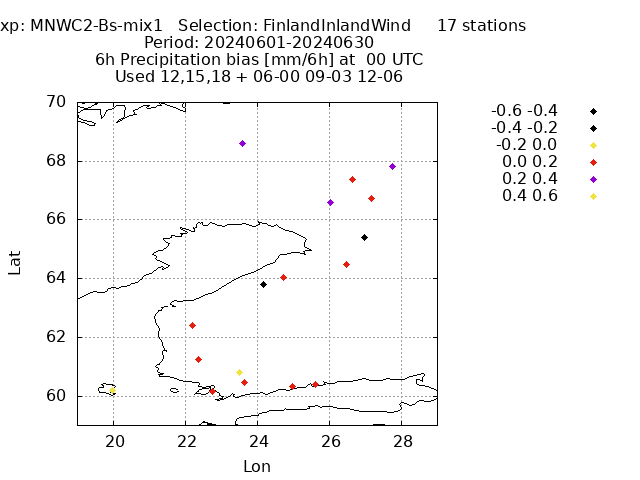 xp: MNWC2-Bs-mix1 Selection: FinlandInlandWind 17 stations
Period: 20240601-20240630
6h Precipitation bias [mm/6h] at 00 UTC
Used 12,15,18 + 06-00 09-03 12-06
-0.6 -0.4
-0.4 -0.2
-0.2 0.0
0.0 0.2
0.2 0.4
0.4 0.6
70
68
66
64
62
60
Lat
20 22 24 26 28
Lon